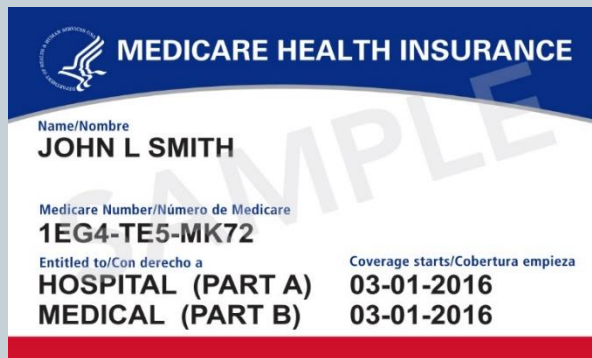 MEDICARE HEALTH INSURANCE
Name/Nombre
JOHN L SMITH
Medicare Number/Número de Medicare
1EG4-TE5-MK72
Entitled to/Con derecho a Coverage starts/Cobertura empieza
HOSPITAL (PART A) 03-01-2016
MEDICAL (PART B) 03-01-2016
SAMPLE